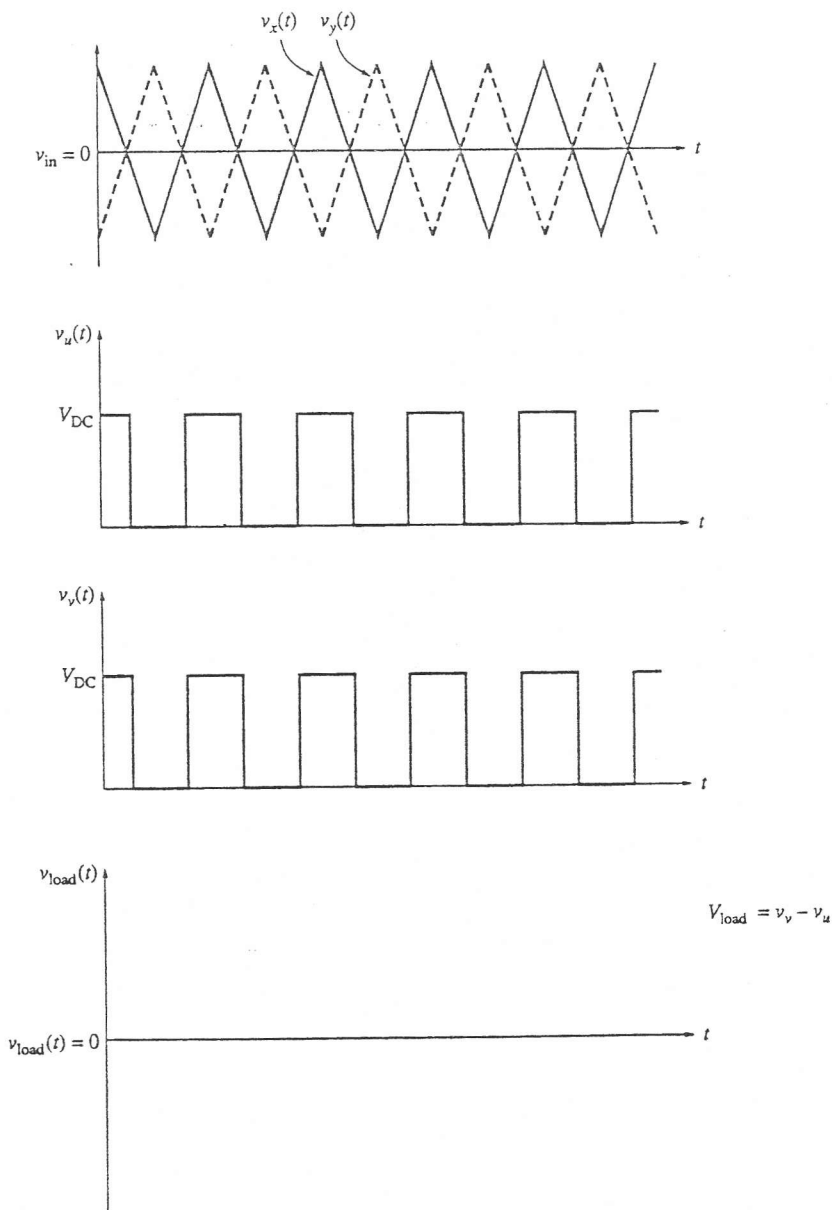 v_x(t) v_y(t)
v_in = 0
t
v_u(t)
V_DC
t
v_v(t)
V_DC
t
v_load(t)
V_load = v_v − v_u
v_load(t) = 0
t